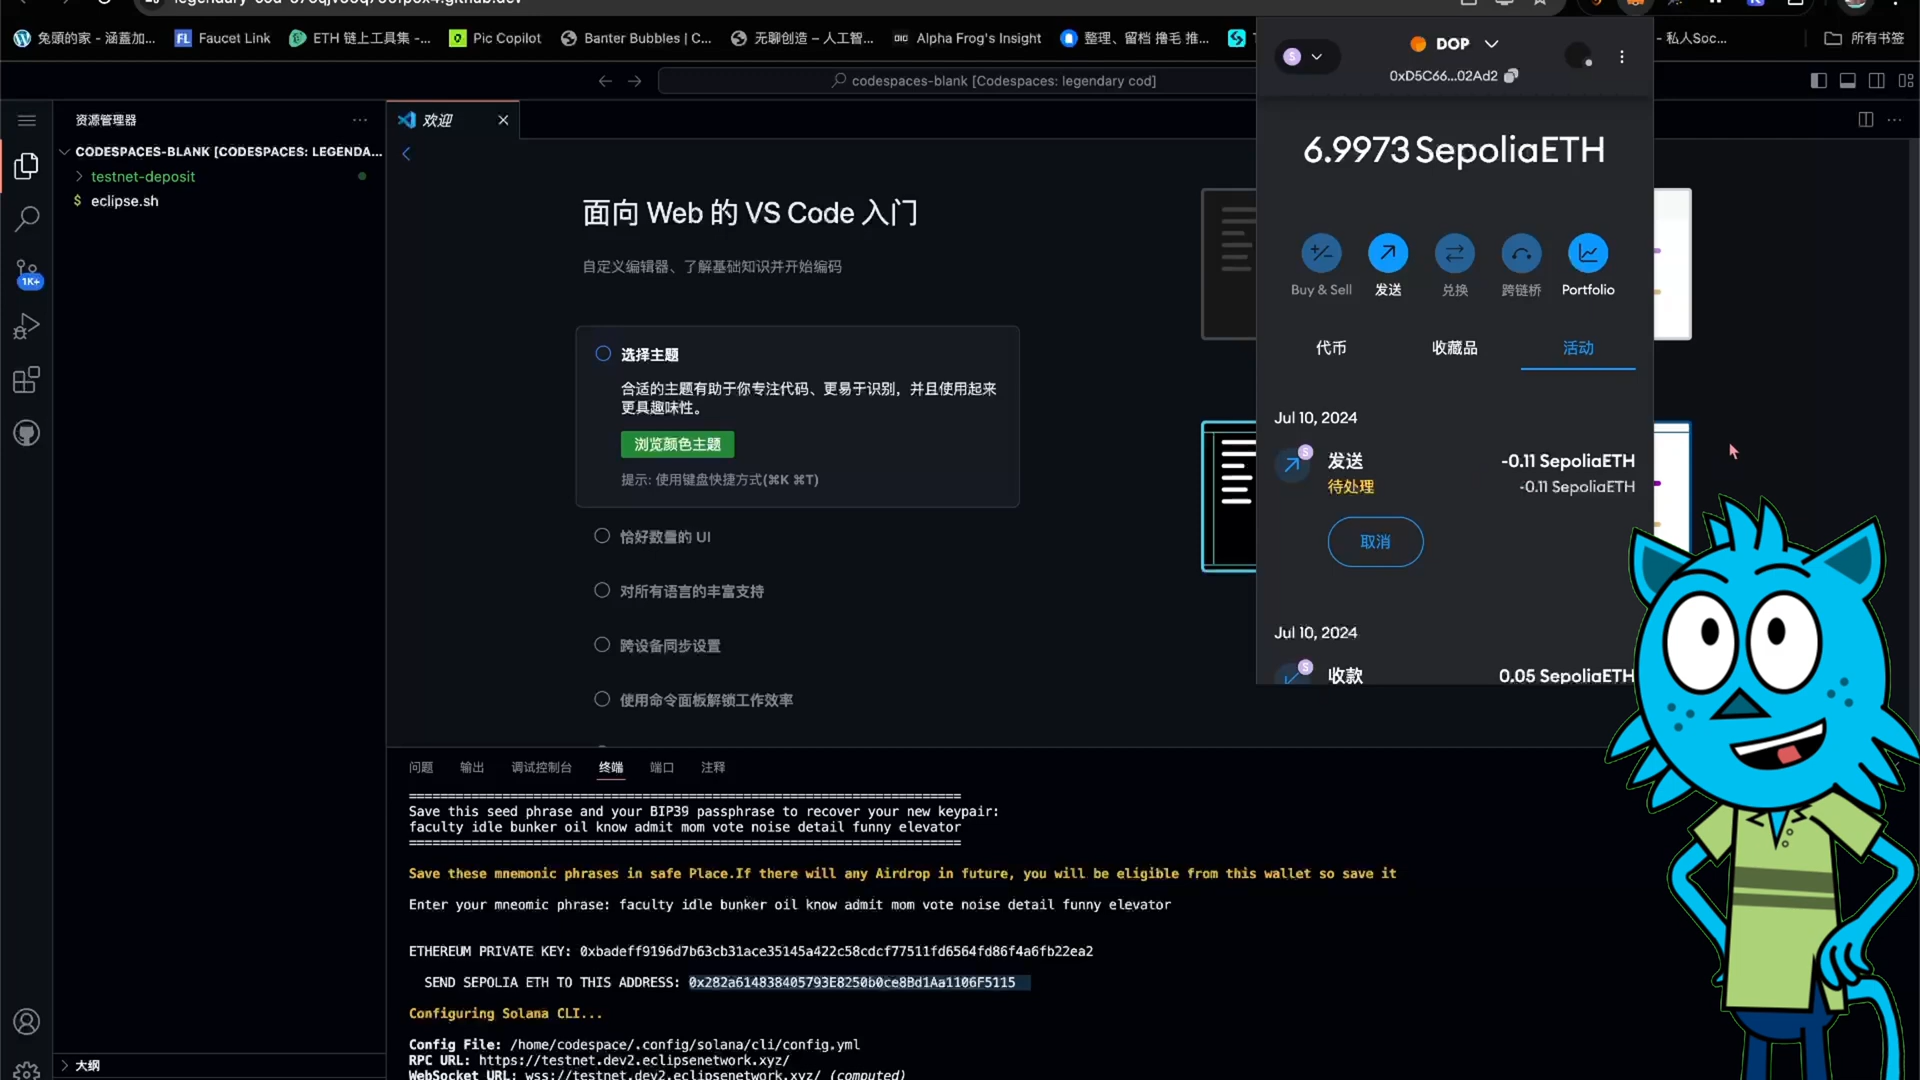 兔頭的家 - 涵蓋加...
FL Faucet Link
ETH 链上工具集 -...
Pic Copilot
Banter Bubbles | C...
无聊创造 – 人工智...
Alpha Frog's Insight
整理、留档 撸毛 推...
- 私人Soc...
所有书签
codespaces-blank [Codespaces: legendary cod]
资源管理器
CODESPACES-BLANK [CODESPACES: LEGENDA...
testnet-deposit
$ eclipse.sh
1K+
大纲
欢迎
面向 Web 的 VS Code 入门
自定义编辑器、了解基础知识并开始编码
选择主题
合适的主题有助于你专注代码、更易于识别，并且使用起来
更具趣味性。
浏览颜色主题
提示: 使用键盘快捷方式(⌘K ⌘T)
恰好数量的 UI
对所有语言的丰富支持
跨设备同步设置
使用命令面板解锁工作效率
S
DOP
0xD5C66...02Ad2
6.9973 SepoliaETH
Buy & Sell
发送
兑换
跨链桥
Portfolio
代币
收藏品
活动
Jul 10, 2024
S
发送
-0.11 SepoliaETH
待处理
-0.11 SepoliaETH
取消
Jul 10, 2024
S
收款
0.05 SepoliaETH
问题
输出
调试控制台
终端
端口
注释
Save this seed phrase and your BIP39 passphrase to recover your new keypair:
faculty idle bunker oil know admit mom vote noise detail funny elevator
Save these mnemonic phrases in safe Place.If there will any Airdrop in future, you will be eligible from this wallet so save it
Enter your mneomic phrase: faculty idle bunker oil know admit mom vote noise detail funny elevator
ETHEREUM PRIVATE KEY: 0xbadeff9196d7b63cb31ace35145a422c58cdcf77511fd6564fd86f4a6fb22ea2
SEND SEPOLIA ETH TO THIS ADDRESS: 0x282a614838405793E8250b0ce8Bd1Aa1106F5115
Configuring Solana CLI...
Config File: /home/codespace/.config/solana/cli/config.yml
RPC URL: https://testnet.dev2.eclipsenetwork.xyz/
WebSocket URL: wss://testnet.dev2.eclipsenetwork.xyz/ (computed)